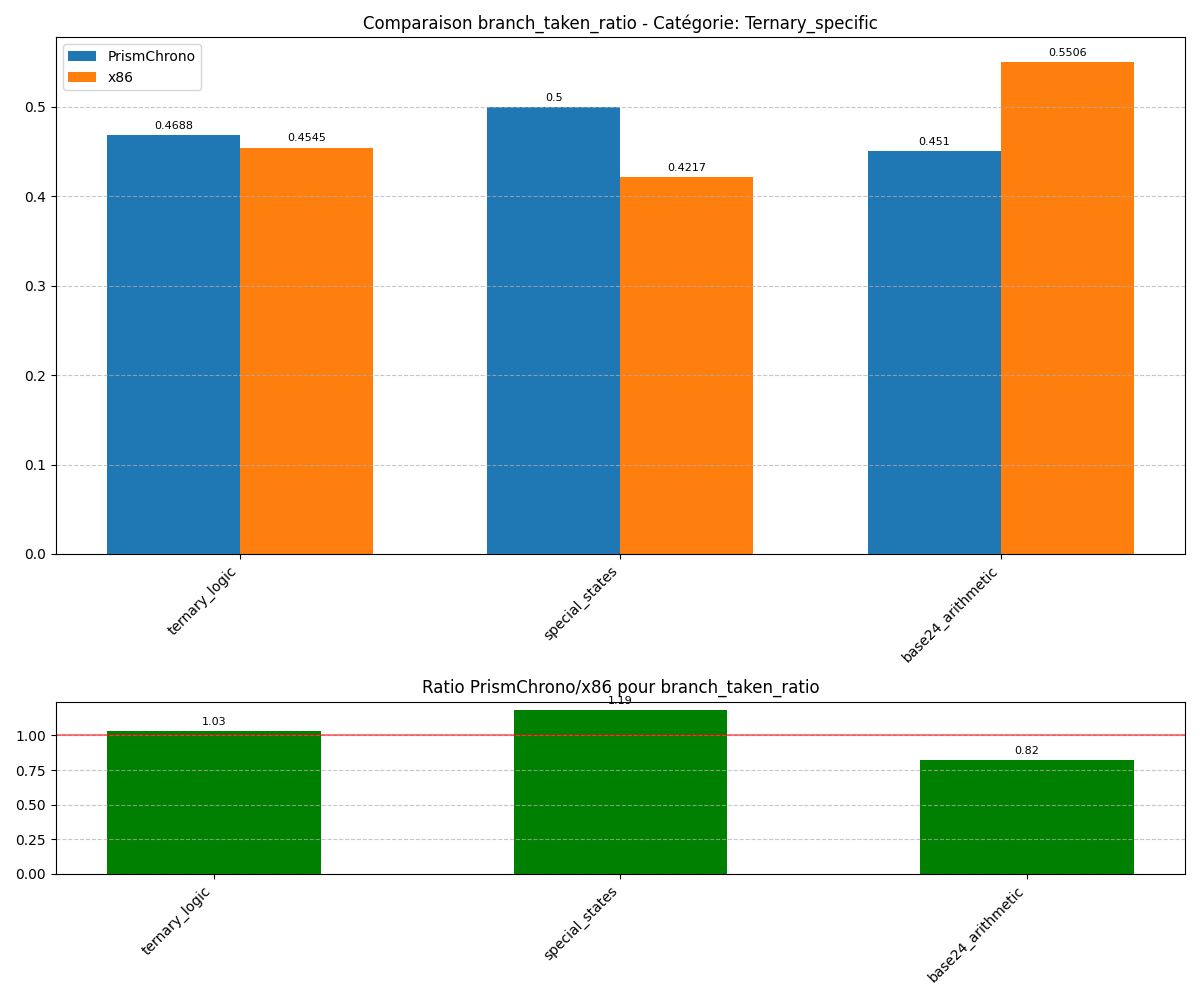 Comparaison branch_taken_ratio - Catégorie: Ternary_specific
PrismChrono
x86
0.4688
0.4545
0.5
0.4217
0.451
0.5506
0.5
0.4
0.3
0.2
0.1
0.0
ternary_logic
special_states
base24_arithmetic
Ratio PrismChrono/x86 pour branch_taken_ratio
1.03
1.19
0.82
1.00
0.75
0.50
0.25
0.00
ternary_logic
special_states
base24_arithmetic